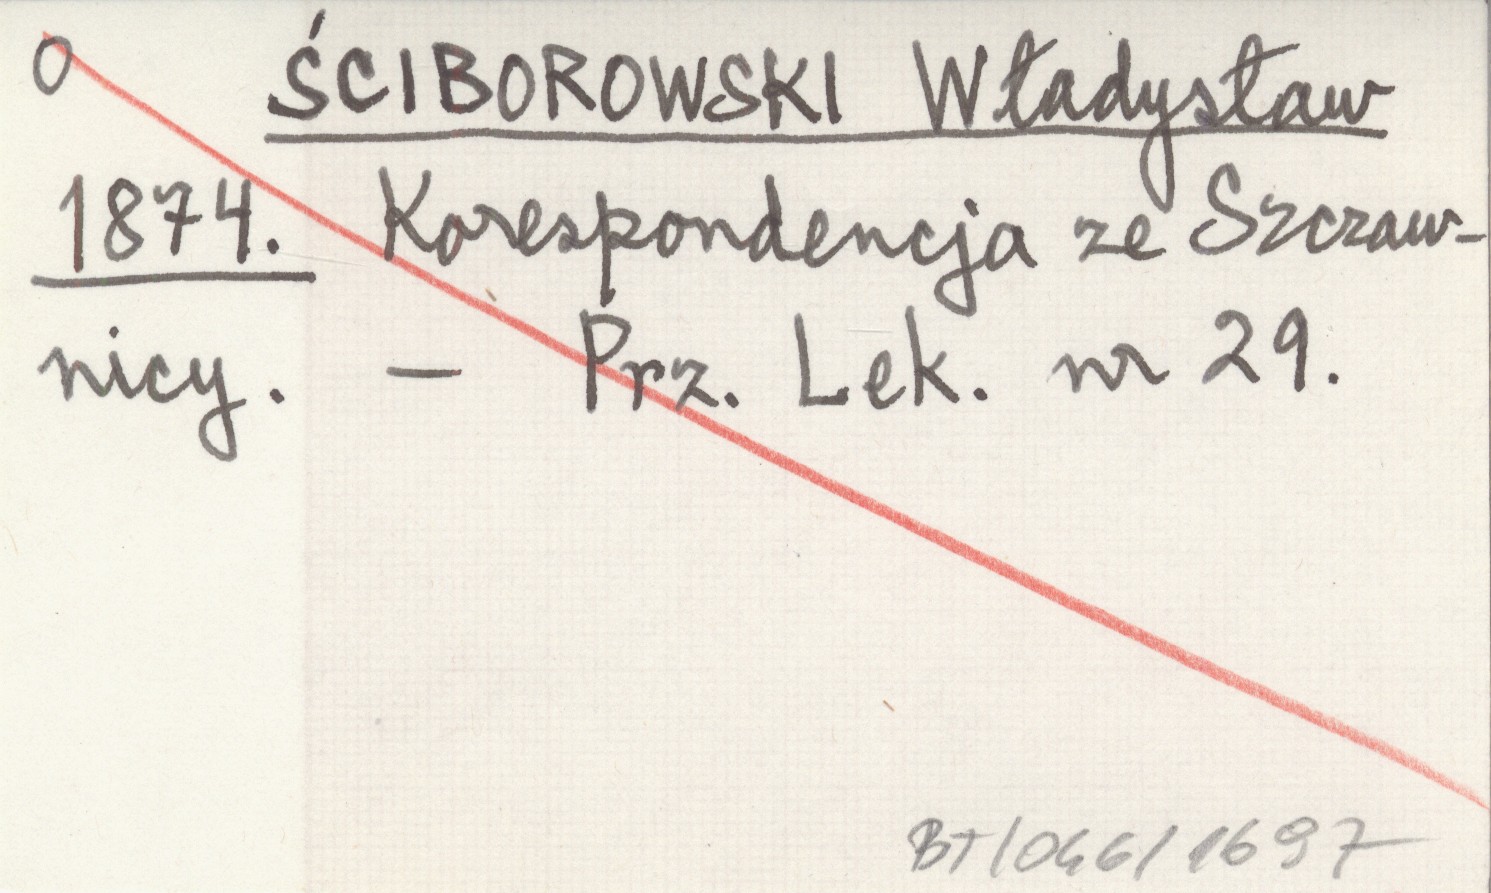 O ŚCIBOROWSKI Władysław
1874. Korespondencja ze Szczaw-
nicy. — Prz. Lek. nr 29.
BT/046/1697